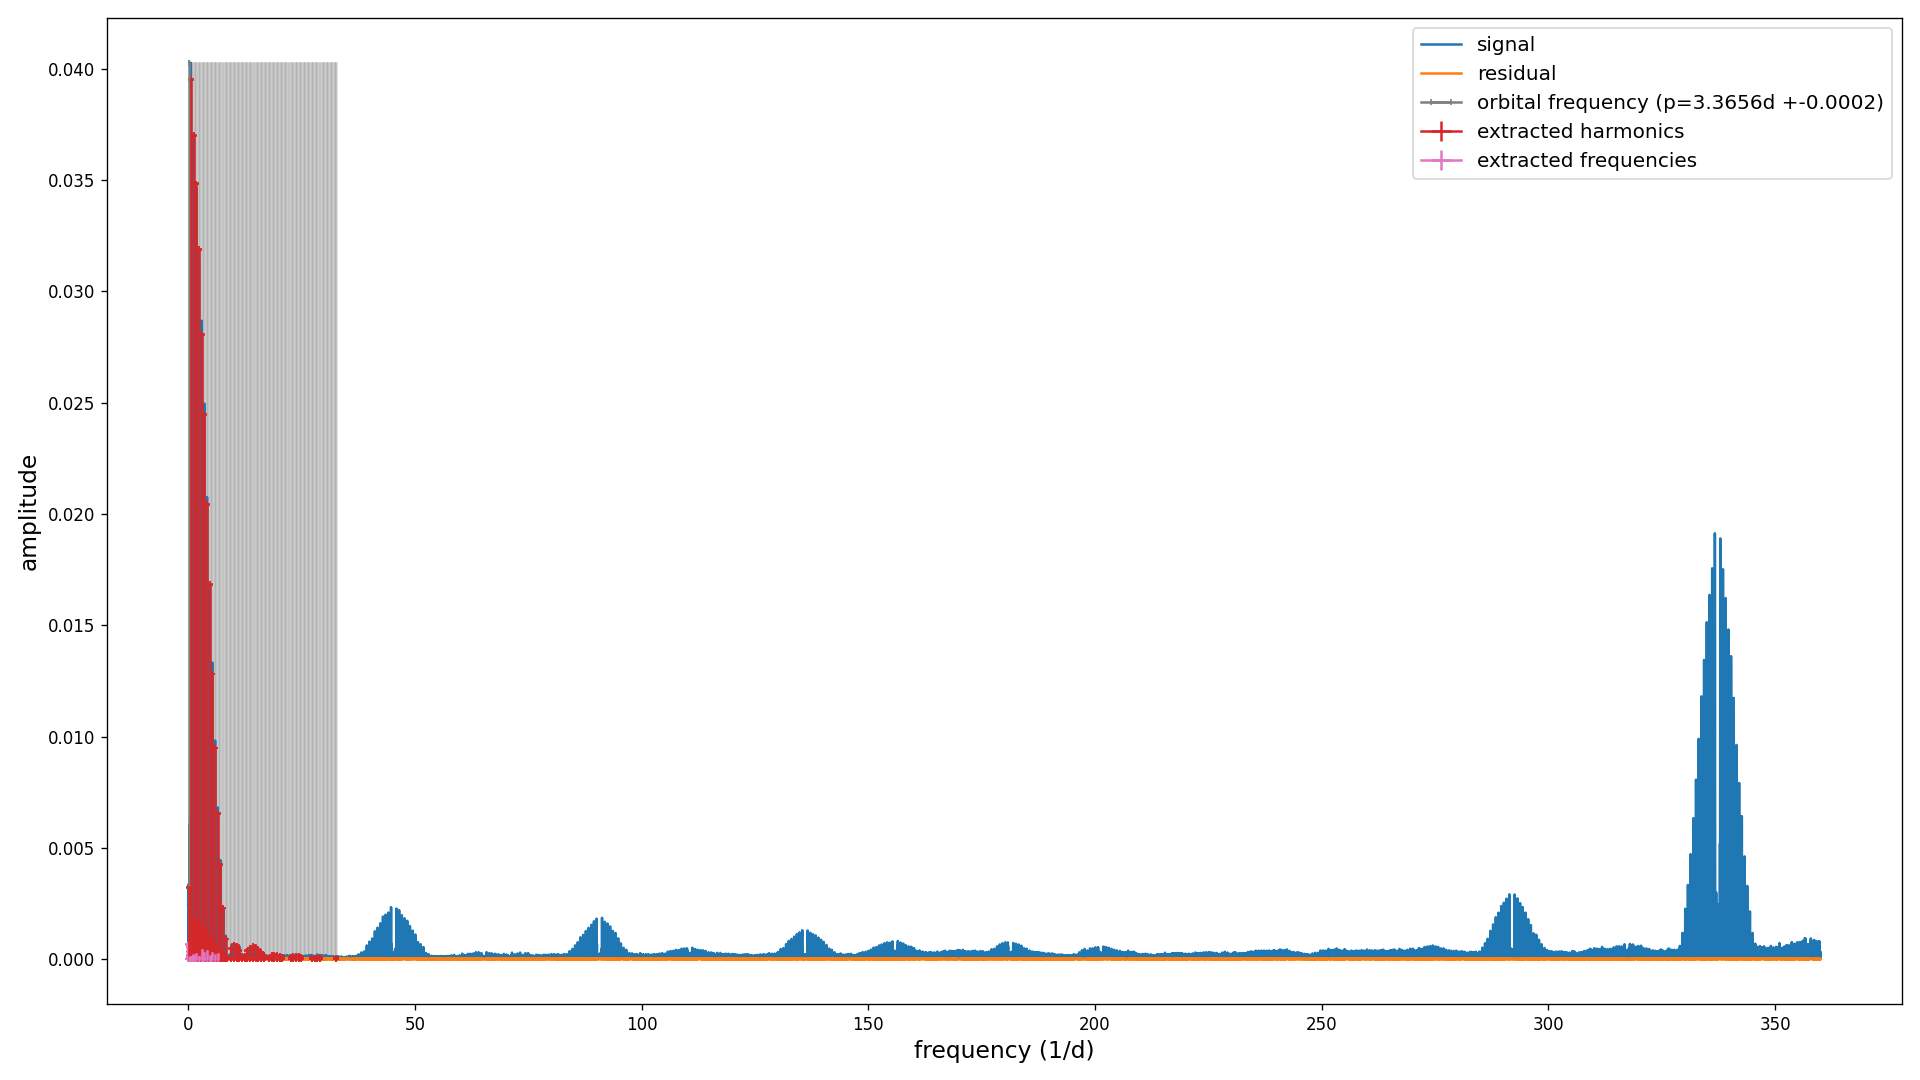 signal
residual
orbital frequency (p=3.3656d +-0.0002)
extracted harmonics
extracted frequencies
0.040
0.035
0.030
0.025
0.020
0.015
0.010
0.005
0.000
amplitude
0 50 100 150 200 250 300 350
frequency (1/d)